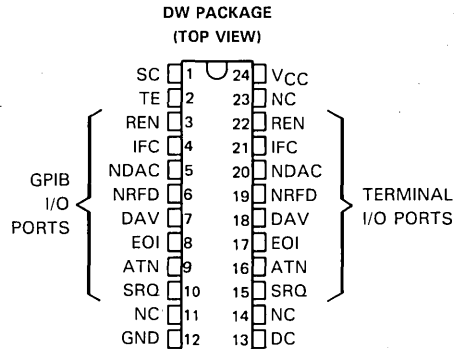 DW PACKAGE
(TOP VIEW)
SC 1 24 VCC
TE 2 23 NC
REN 3 22 REN
IFC 4 21 IFC
NDAC 5 20 NDAC
NRFD 6 19 NRFD
DAV 7 18 DAV
EOI 8 17 EOI
ATN 9 16 ATN
SRQ 10 15 SRQ
NC 11 14 NC
GND 12 13 DC
GPIB
I/O
PORTS
TERMINAL
I/O PORTS